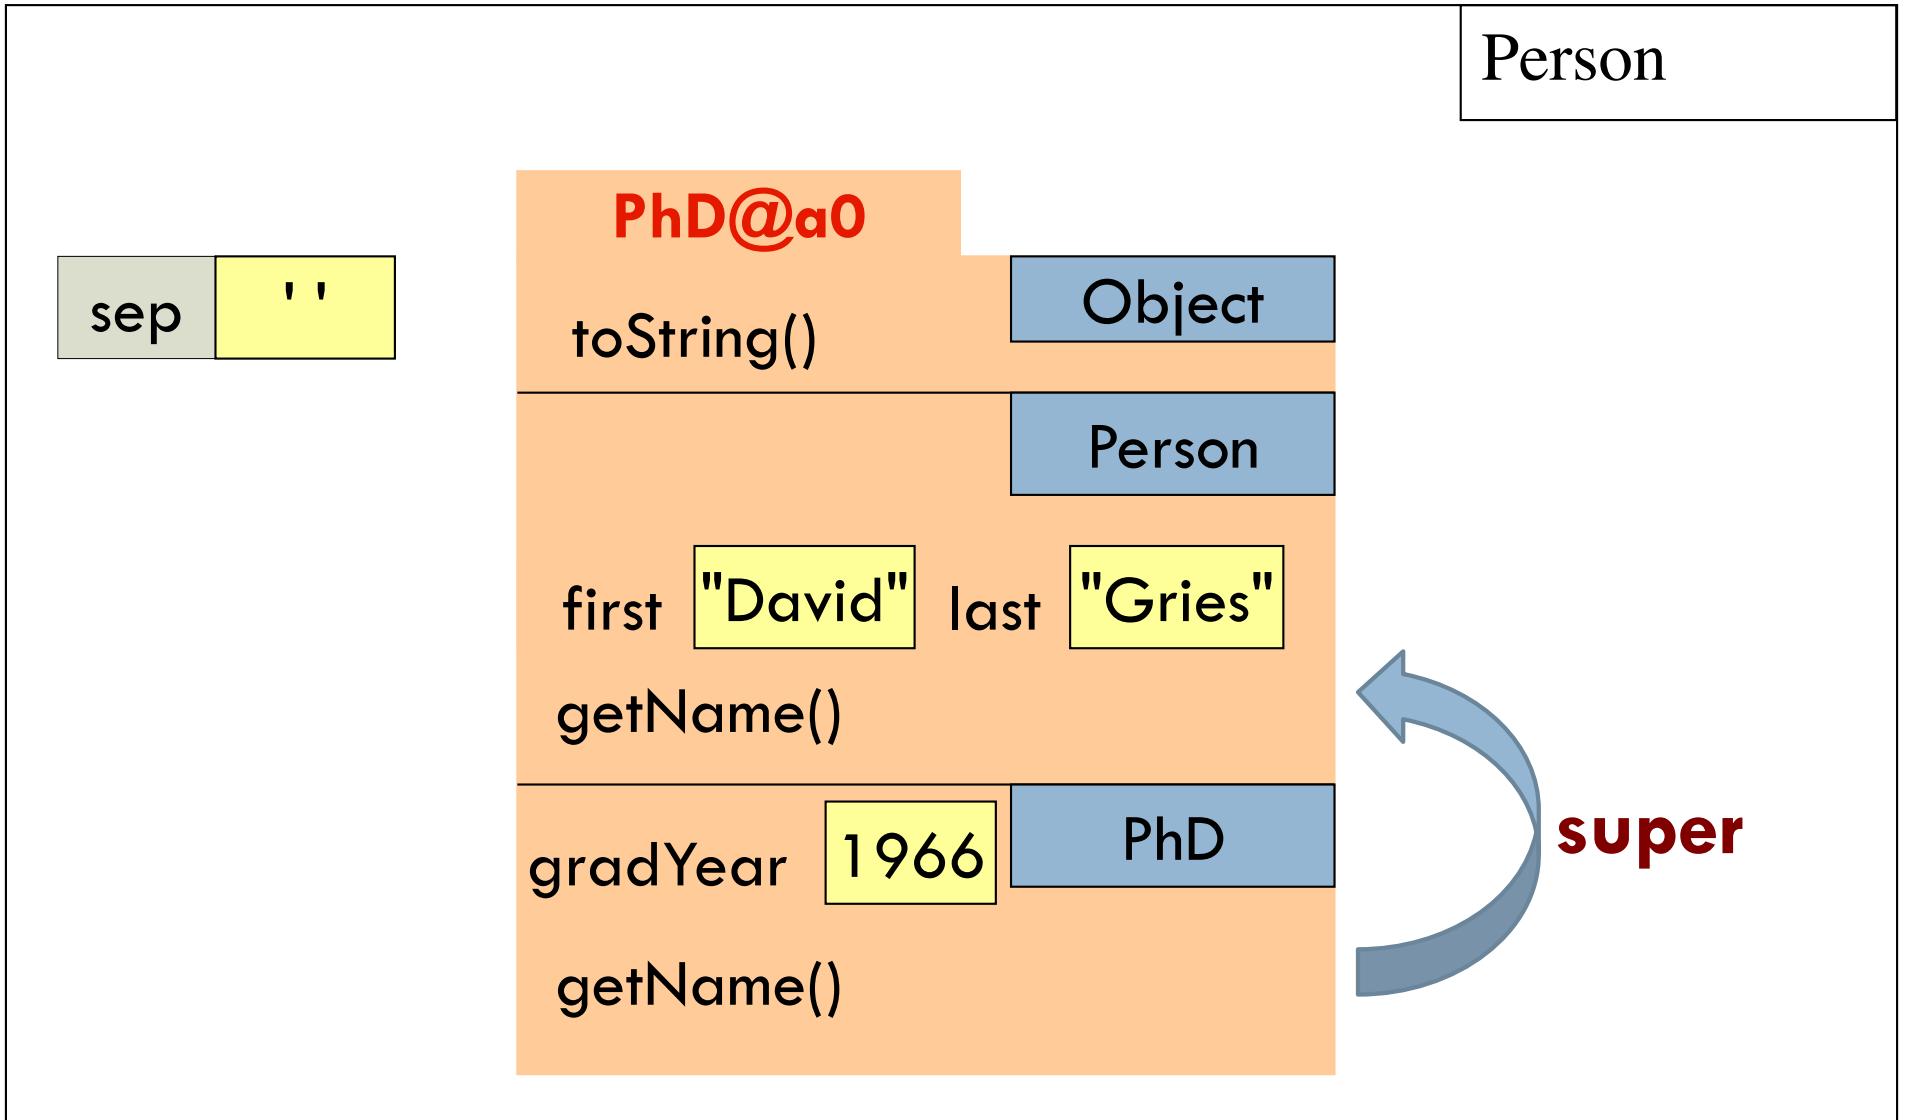 Person
PhD@a0
sep ' '
toString()
Object
Person
first "David" last "Gries"
getName()
gradYear 1966
PhD
super
getName()